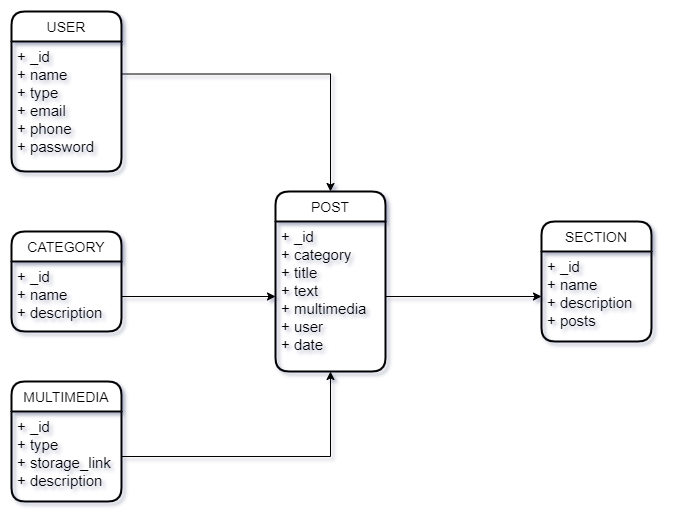 USER
+ _id
+ name
+ type
+ email
+ phone
+ password
CATEGORY
+ _id
+ name
+ description
MULTIMEDIA
+ _id
+ type
+ storage_link
+ description
POST
+ _id
+ category
+ title
+ text
+ multimedia
+ user
+ date
SECTION
+ _id
+ name
+ description
+ posts